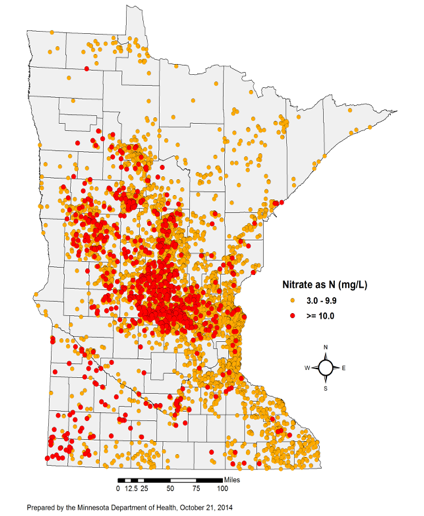 Nitrate as N (mg/L)
3.0 - 9.9
>= 10.0
N
W E
S
Miles
0 12.5 25 50 75 100
Prepared by the Minnesota Department of Health, October 21, 2014